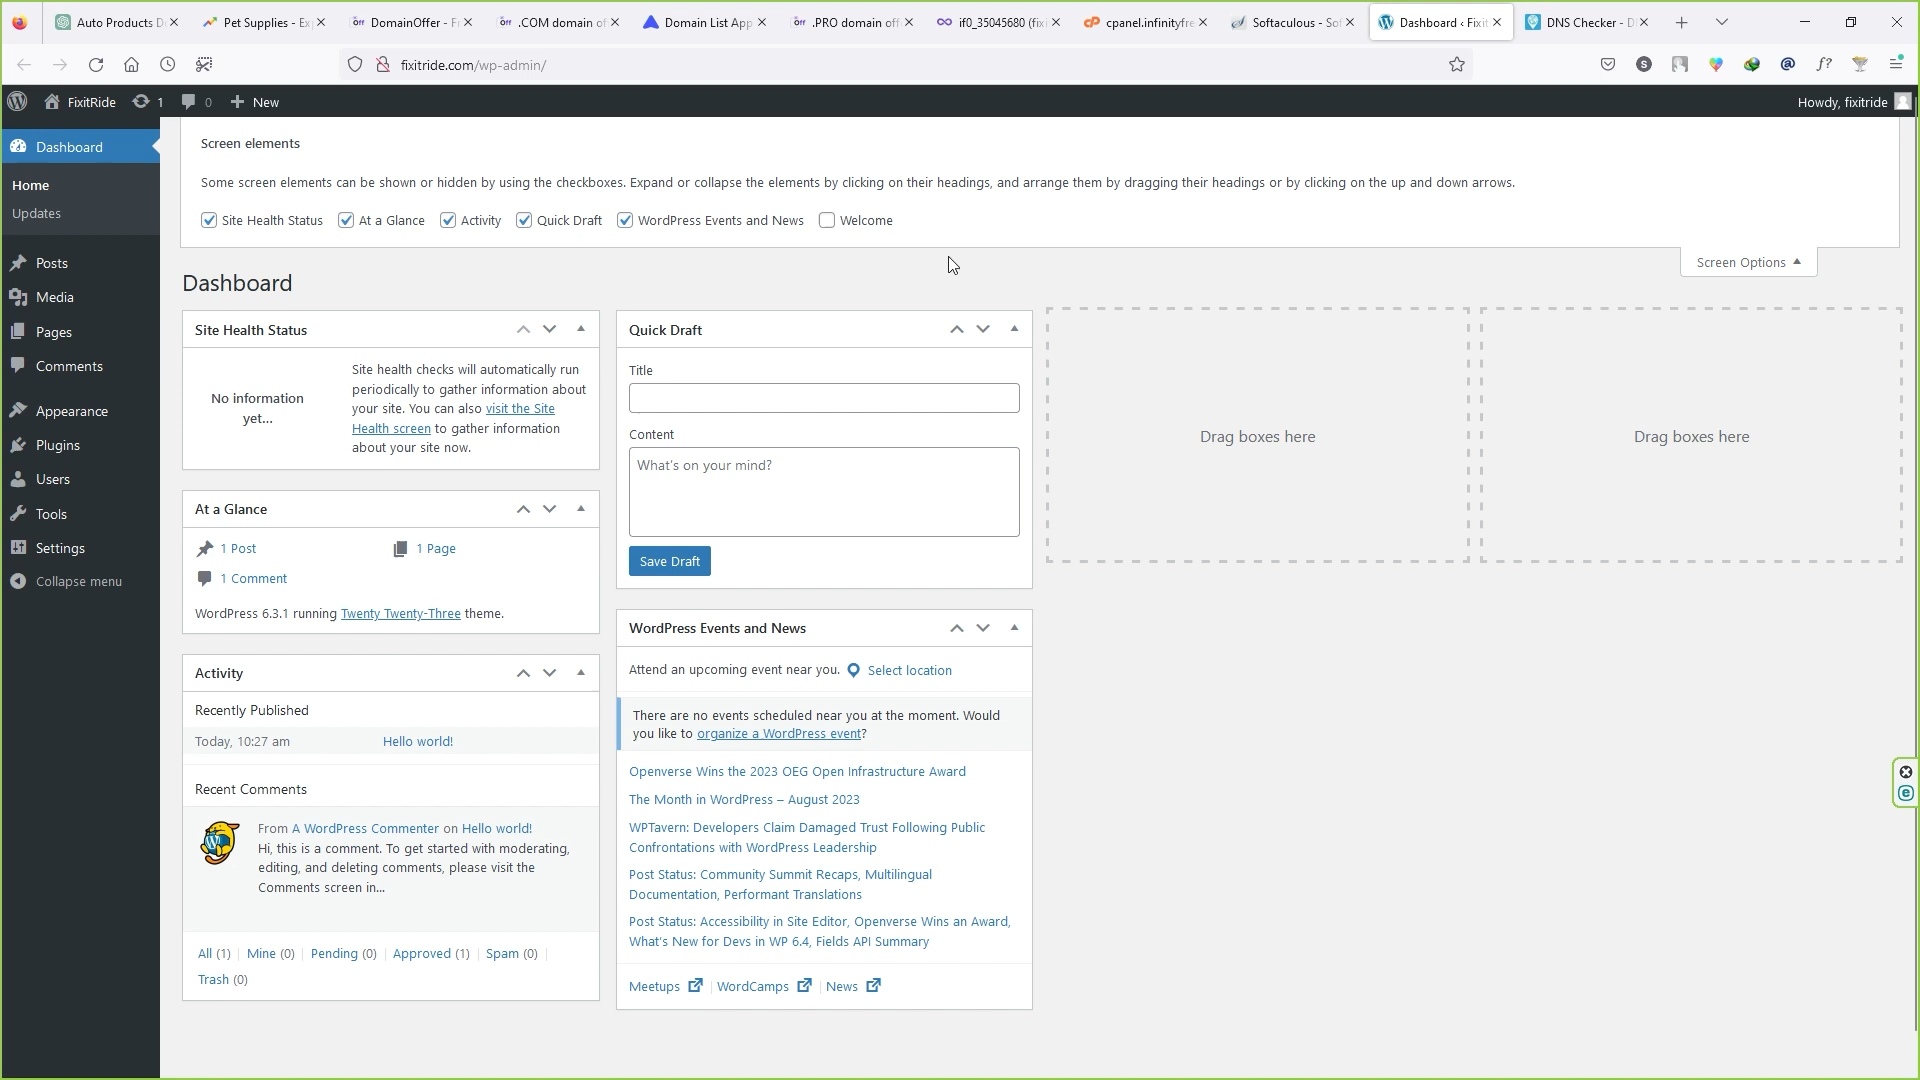 Auto Products D
Pet Supplies - Exp
DomainOffer - F
.COM domain of
Domain List App
.PRO domain off
if0_35045680 (fixi
cpanel.infinityfre
Softaculous - Sof
Dashboard ‹ Fixit
DNS Checker - D
fixitride.com/wp-admin/
FixitRide
1
0
New
Howdy, fixitride
Dashboard
Home
Updates
Posts
Media
Pages
Comments
Appearance
Plugins
Users
Tools
Settings
Collapse menu
Screen elements
Some screen elements can be shown or hidden by using the checkboxes. Expand or collapse the elements by clicking on their headings, and arrange them by dragging their headings or by clicking on the up and down arrows.
Site Health Status At a Glance Activity Quick Draft WordPress Events and News Welcome
Screen Options
Dashboard
Site Health Status
No information
yet...
Site health checks will automatically run
periodically to gather information about
your site. You can also visit the Site
Health screen to gather information
about your site now.
At a Glance
1 Post
1 Page
1 Comment
WordPress 6.3.1 running Twenty Twenty-Three theme.
Activity
Recently Published
Today, 10:27 am Hello world!
Recent Comments
From A WordPress Commenter on Hello world!
Hi, this is a comment. To get started with moderating,
editing, and deleting comments, please visit the
Comments screen in...
All (1) | Mine (0) | Pending (0) | Approved (1) | Spam (0) |
Trash (0)
Quick Draft
Title
Content
What's on your mind?
Save Draft
WordPress Events and News
Attend an upcoming event near you. Select location
There are no events scheduled near you at the moment. Would
you like to organize a WordPress event?
Openverse Wins the 2023 OEG Open Infrastructure Award
The Month in WordPress – August 2023
WPTavern: Developers Claim Damaged Trust Following Public
Confrontations with WordPress Leadership
Post Status: Community Summit Recaps, Multilingual
Documentation, Performant Translations
Post Status: Accessibility in Site Editor, Openverse Wins an Award,
What's New for Devs in WP 6.4, Fields API Summary
Meetups | WordCamps | News
Drag boxes here
Drag boxes here